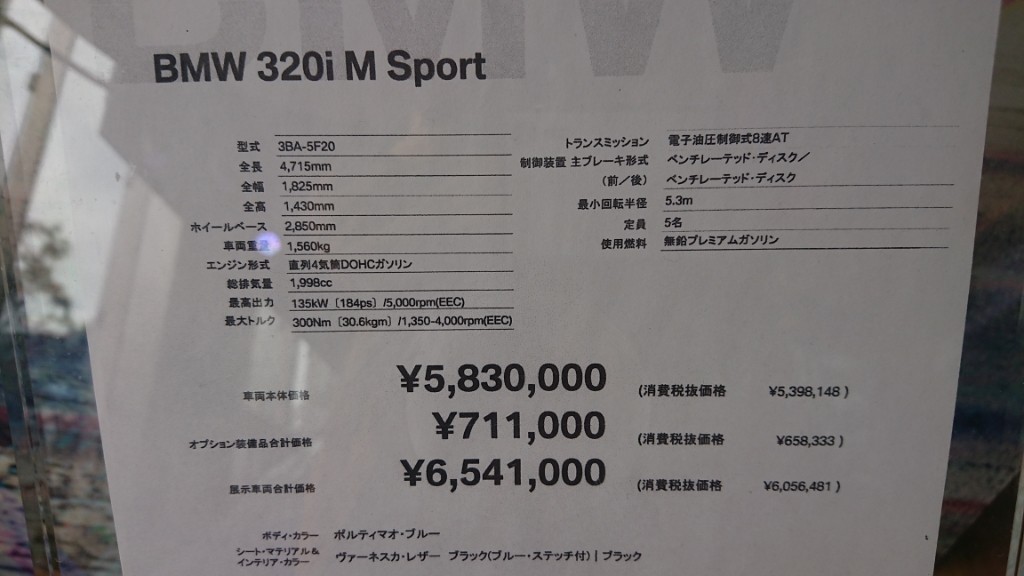 BMW
BMW 320i M Sport
型式 3BA-5F20
全長 4,715mm
全幅 1,825mm
全高 1,430mm
ホイールベース 2,850mm
車両重量 1,560kg
エンジン形式 直列4気筒DOHCガソリン
総排気量 1,998cc
最高出力 135kW〔184ps〕/5,000rpm(EEC)
最大トルク 300Nm〔30.6kgm〕/1,350-4,000rpm(EEC)
トランスミッション 電子油圧制御式8速AT
制御装置 主ブレーキ形式 ベンチレーテッド・ディスク／
（前／後） ベンチレーテッド・ディスク
最小回転半径 5.3m
定員 5名
使用燃料 無鉛プレミアムガソリン
車両本体価格 ¥5,830,000 (消費税抜価格 ¥5,398,148 )
オプション装備品合計価格 ¥711,000 (消費税抜価格 ¥658,333 )
展示車両合計価格 ¥6,541,000 (消費税抜価格 ¥6,056,481 )
ボディ・カラー ポルティマオ・ブルー
シート・マテリアル&
インテリア・カラー ヴァーネスカ・レザー ブラック(ブルー・ステッチ付) | ブラック